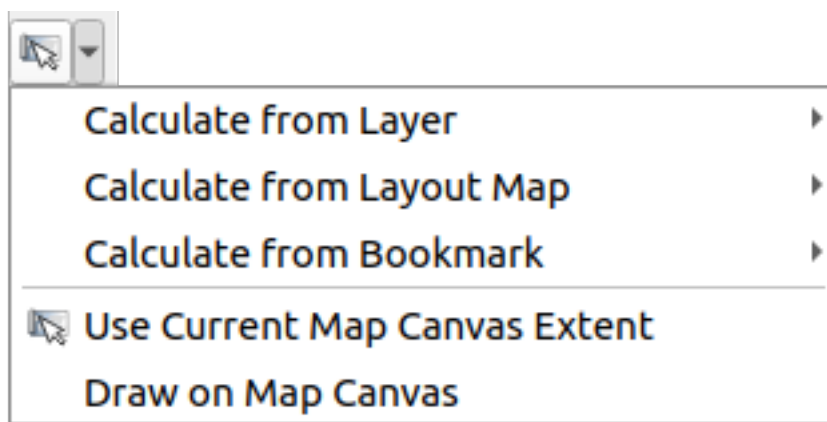 Calculate from Layer
Calculate from Layout Map
Calculate from Bookmark
Use Current Map Canvas Extent
Draw on Map Canvas